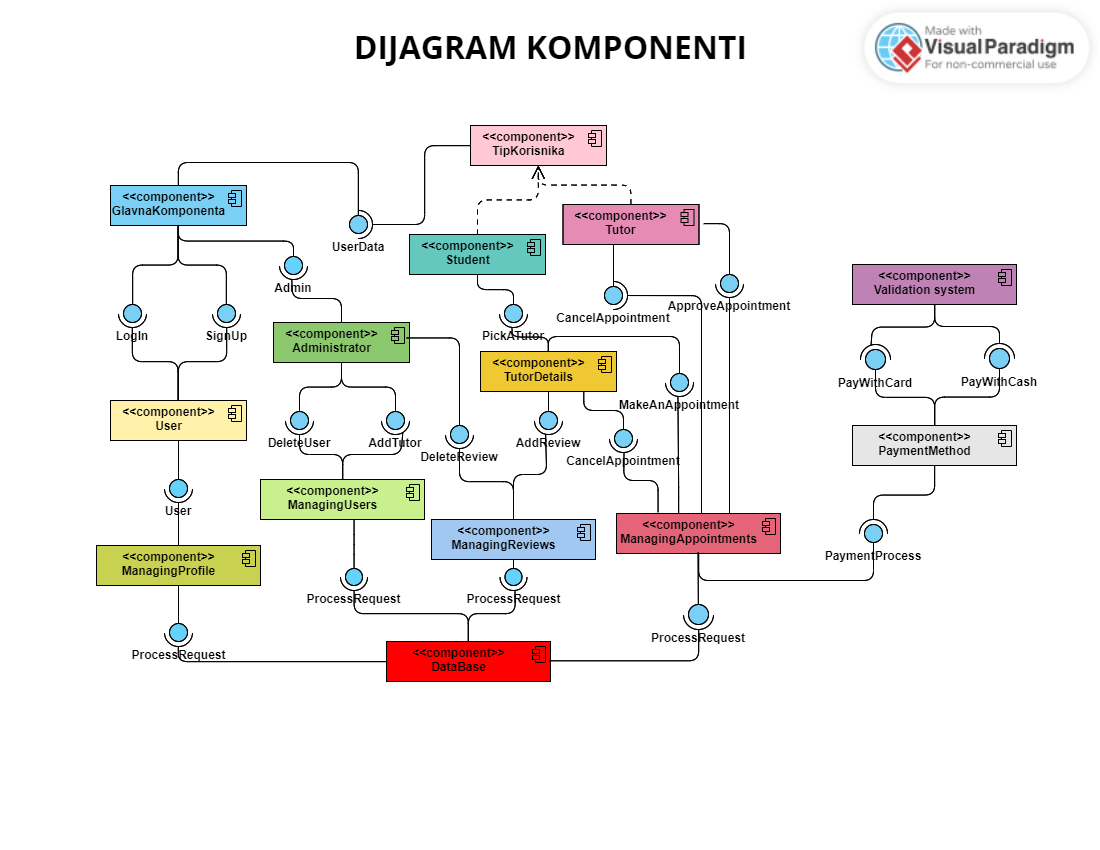 DIJAGRAM KOMPONENTI
Made with
VisualParadigm
For non-commercial use
<<component>>
TipKorisnika
<<component>>
GlavnaKomponenta
<<component>>
Tutor
UserData
<<component>>
Student
<<component>>
Validation system
Admin
CancelAppointment
ApproveAppointment
LogIn
SignUp
PickATutor
<<component>>
Administrator
<<component>>
TutorDetails
PayWithCard
PayWithCash
MakeAnAppointment
<<component>>
User
DeleteUser
AddTutor
DeleteReview
AddReview
CancelAppointment
<<component>>
PaymentMethod
<<component>>
ManagingUsers
User
<<component>>
ManagingReviews
<<component>>
ManagingAppointments
<<component>>
ManagingProfile
PaymentProcess
ProcessRequest
ProcessRequest
ProcessRequest
ProcessRequest
<<component>>
DataBase